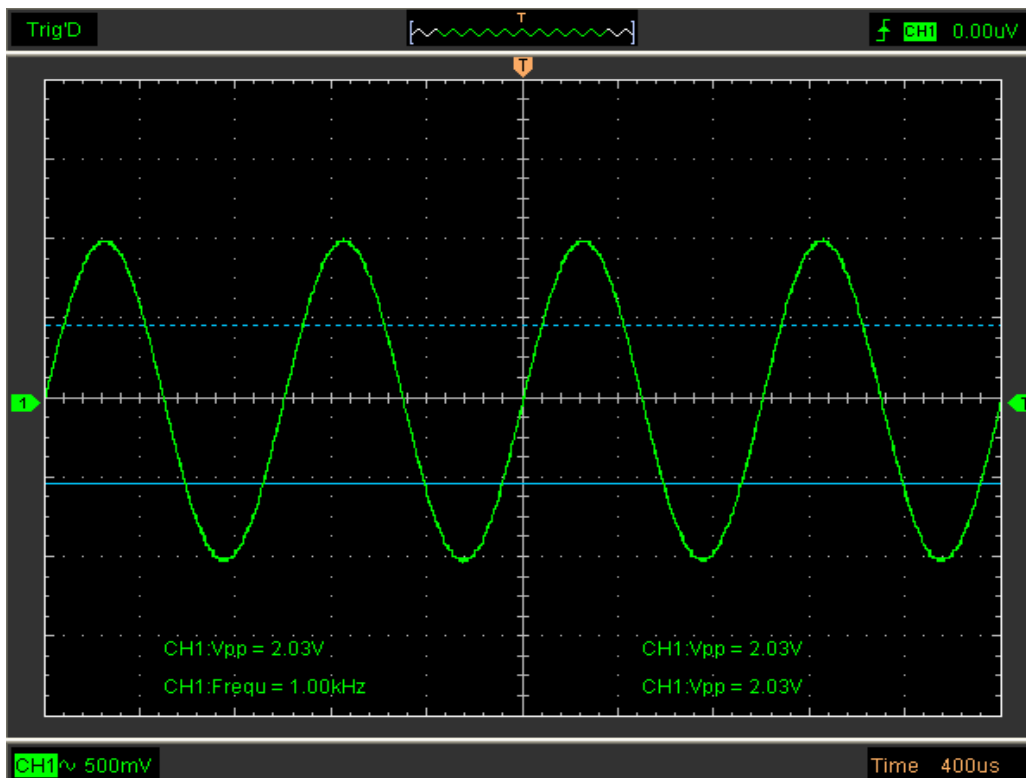 T
Trig'D
CH1 0.00uV
T
1
T
CH1:Vpp = 2.03V
CH1:Vpp = 2.03V
CH1:Frequ = 1.00kHz
CH1:Vpp = 2.03V
CH1∿ 500mV
Time 400us